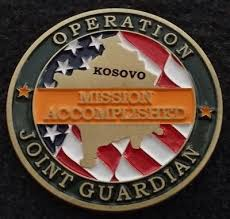 OPERATION
KOSOVO
MISSION
ACCOMPLISHED
JOINT GUARDIAN